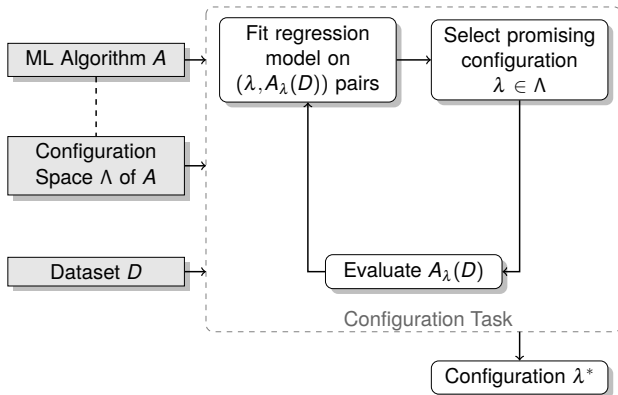 ML Algorithm A
Configuration
Space Λ of A
Dataset D
Fit regression
model on
(λ, A_λ(D)) pairs
Select promising
configuration
λ ∈ Λ
Evaluate A_λ(D)
Configuration Task
Configuration λ*